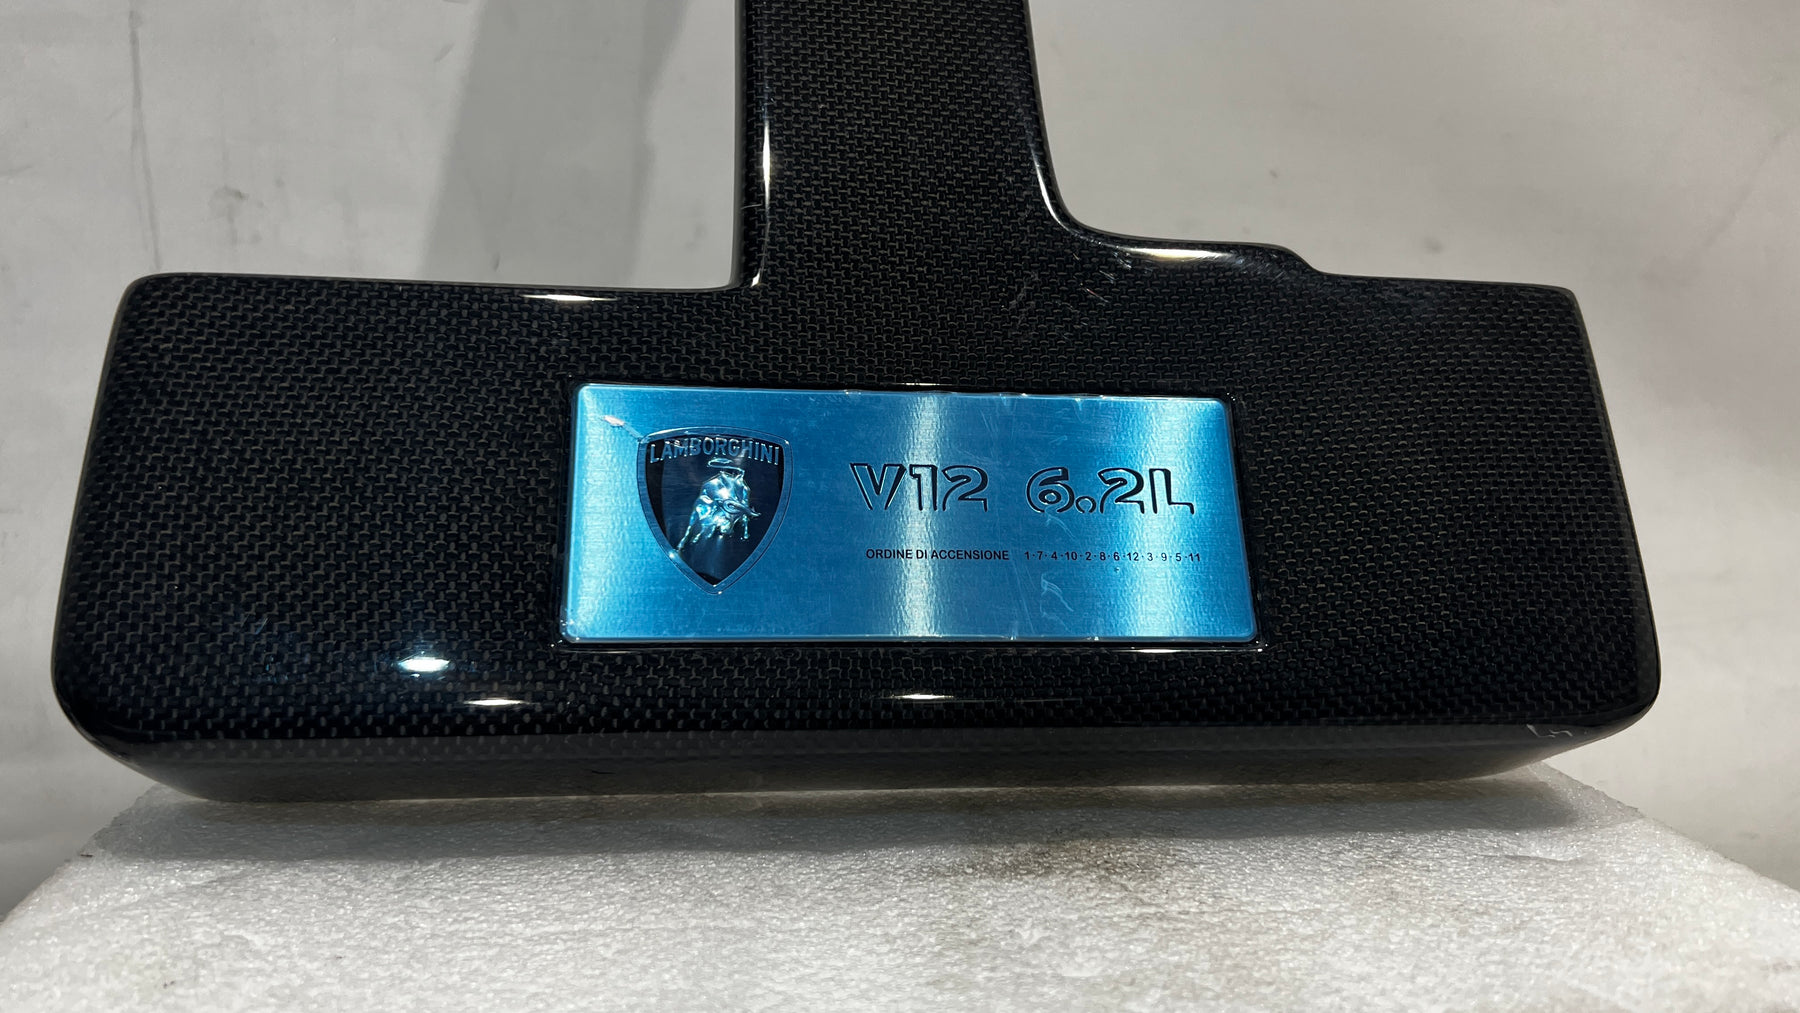 LAMBORGHINI
V12 6.2L
ORDINE DI ACCENSIONE 1·7·4·10·2·8·6·12·3·9·5·11